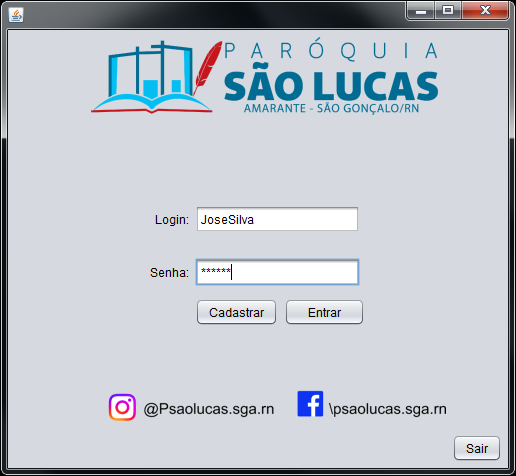 PARÓQUIA
SÃO LUCAS
AMARANTE - SÃO GONÇALO/RN
Login: JoseSilva
Senha: ******
Cadastrar Entrar
@Psaolucas.sga.rn \psaolucas.sga.rn
Sair